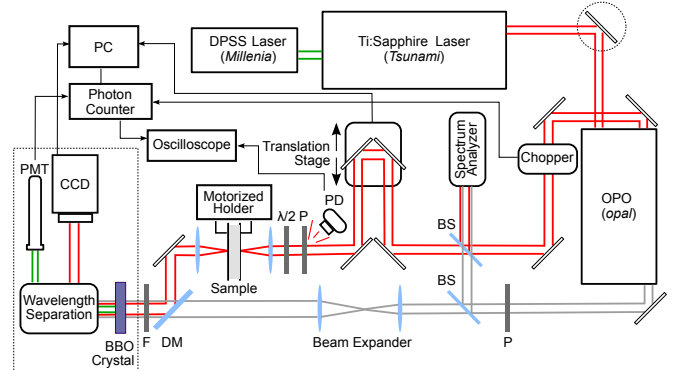 DPSS Laser
(Millenia)
Ti:Sapphire Laser
(Tsunami)
PC
Photon
Counter
Oscilloscope
Translation
Stage
Spectrum
Analyzer
Chopper
OPO
(opal)
PMT
CCD
Motorized
Holder
λ/2 P
PD
BS
Sample
BS
Wavelength
Separation
BBO
Crystal
F
DM
Beam Expander
P